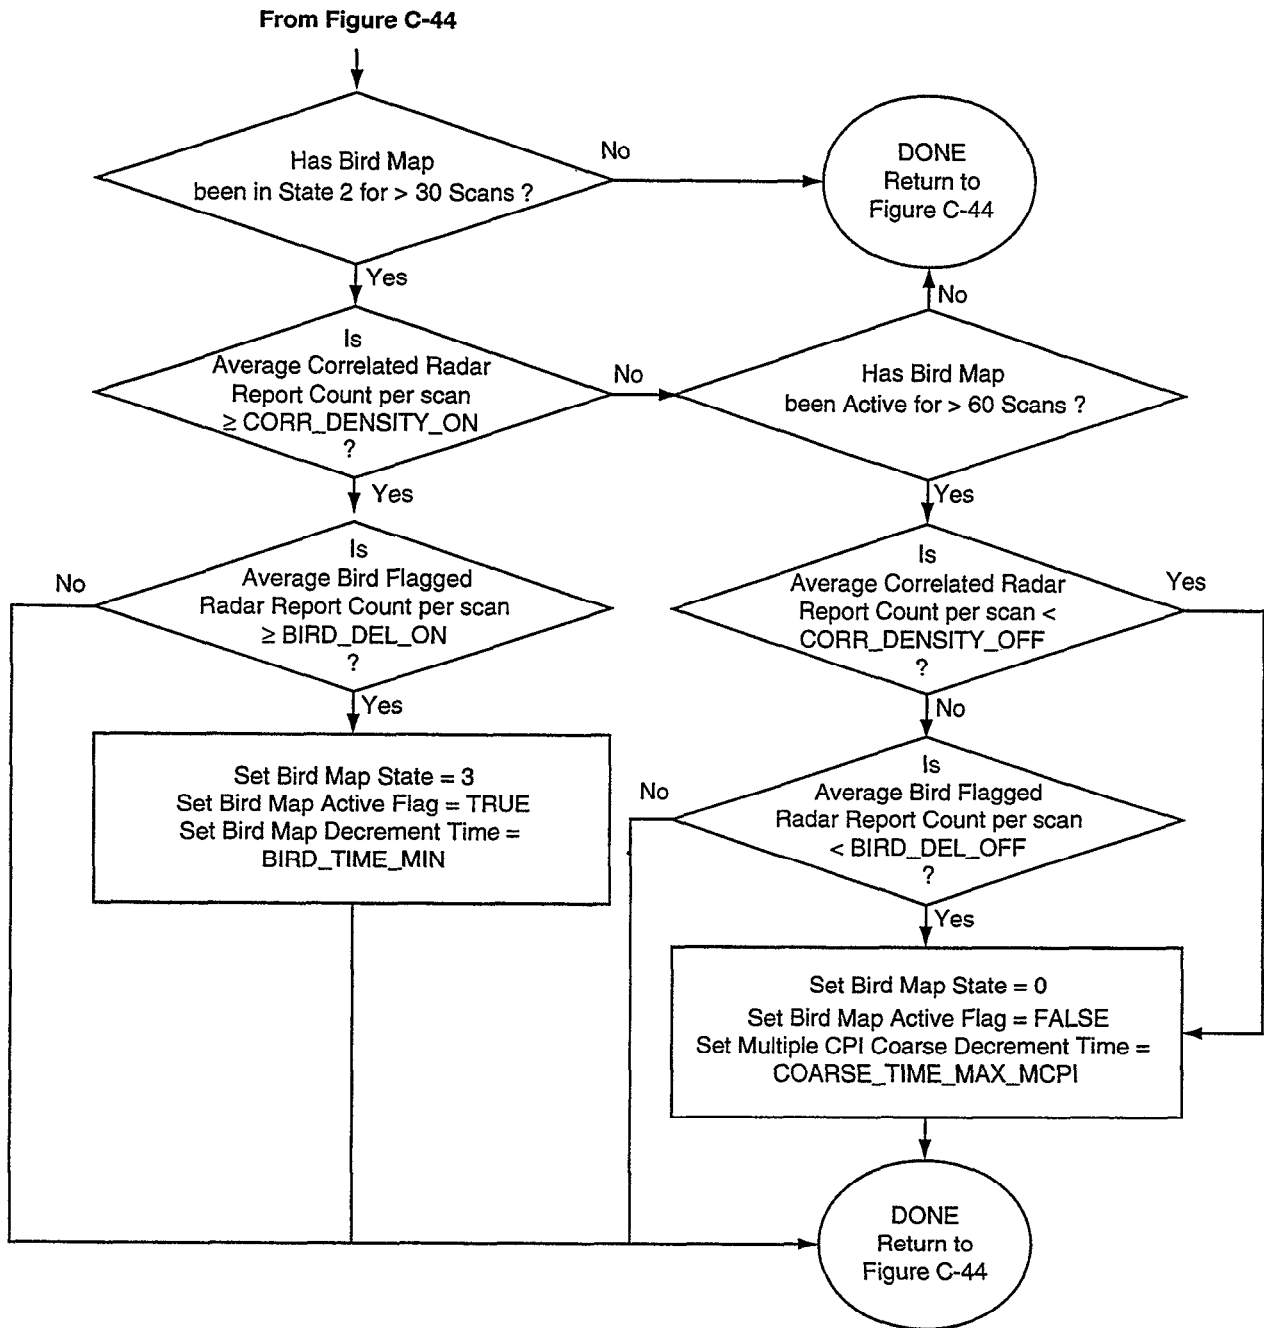 From Figure C-44
Has Bird Map
been in State 2 for > 30 Scans ?
No
DONE
Return to
Figure C-44
Yes
No
Is
Average Correlated Radar
Report Count per scan
≥ CORR_DENSITY_ON
?
No
Has Bird Map
been Active for > 60 Scans ?
Yes
Yes
No
Is
Average Bird Flagged
Radar Report Count per scan
≥ BIRD_DEL_ON
?
Is
Average Correlated Radar
Report Count per scan <
CORR_DENSITY_OFF
?
Yes
Yes
No
Set Bird Map State = 3
Set Bird Map Active Flag = TRUE
Set Bird Map Decrement Time =
BIRD_TIME_MIN
No
Is
Average Bird Flagged
Radar Report Count per scan
< BIRD_DEL_OFF
?
Yes
Set Bird Map State = 0
Set Bird Map Active Flag = FALSE
Set Multiple CPI Coarse Decrement Time =
COARSE_TIME_MAX_MCPI
DONE
Return to
Figure C-44